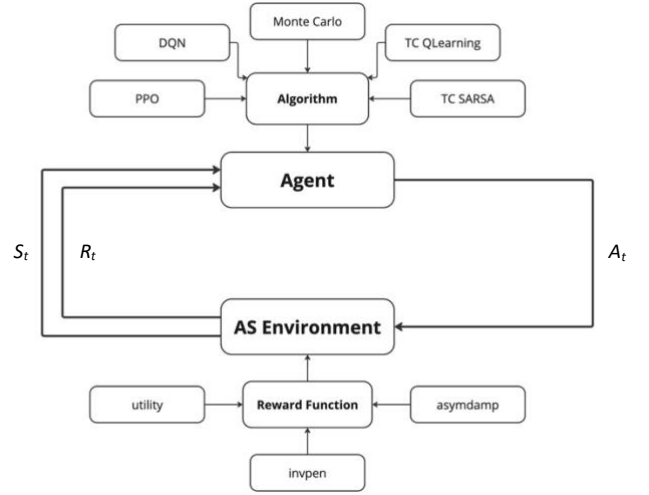 Monte Carlo
DQN
TC QLearning
PPO
Algorithm
TC SARSA
Agent
St
Rt
At
AS Environment
utility
Reward Function
asymdamp
invpen